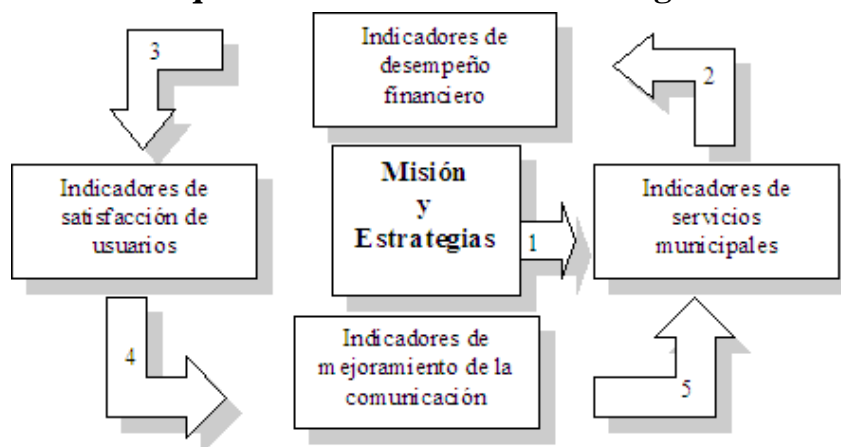 3
Indicadores de
desempeño
financiero
2
Indicadores de
satisfacción de
usuarios
Misión
y
Estrategias
1
Indicadores de
servicios
municipales
4
Indicadores de
mejoramiento de la
comunicación
5